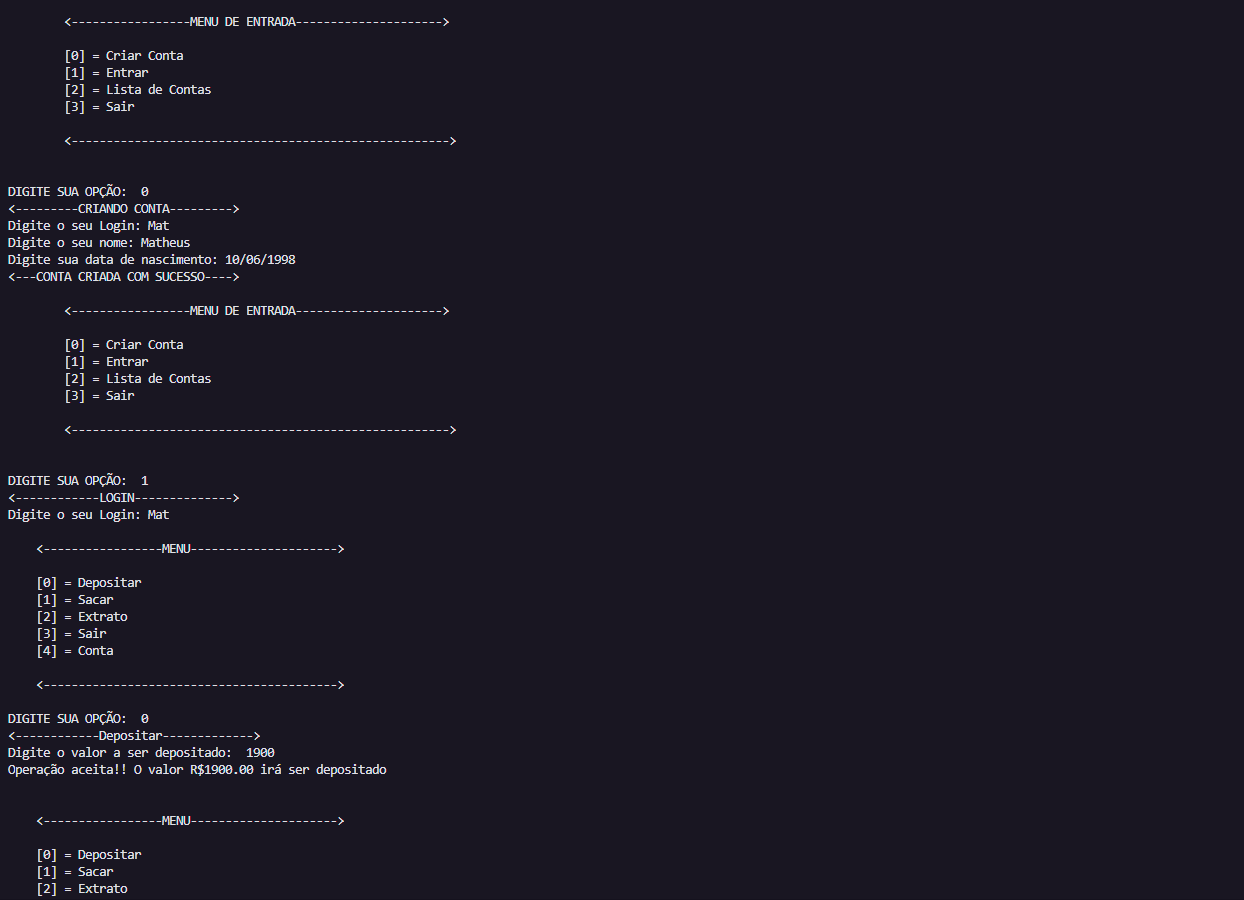 <-----------------MENU DE ENTRADA--------------------->
[0] = Criar Conta
[1] = Entrar
[2] = Lista de Contas
[3] = Sair
<------------------------------------------------------>
DIGITE SUA OPÇÃO:  0
<---------CRIANDO CONTA--------->
Digite o seu Login: Mat
Digite o seu nome: Matheus
Digite sua data de nascimento: 10/06/1998
<---CONTA CRIADA COM SUCESSO---->
<-----------------MENU DE ENTRADA--------------------->
[0] = Criar Conta
[1] = Entrar
[2] = Lista de Contas
[3] = Sair
<------------------------------------------------------>
DIGITE SUA OPÇÃO:  1
<------------LOGIN-------------->
Digite o seu Login: Mat
<-----------------MENU--------------------->
[0] = Depositar
[1] = Sacar
[2] = Extrato
[3] = Sair
[4] = Conta
<------------------------------------------>
DIGITE SUA OPÇÃO:  0
<------------Depositar------------->
Digite o valor a ser depositado:  1900
Operação aceita!! O valor R$1900.00 irá ser depositado
<-----------------MENU--------------------->
[0] = Depositar
[1] = Sacar
[2] = Extrato